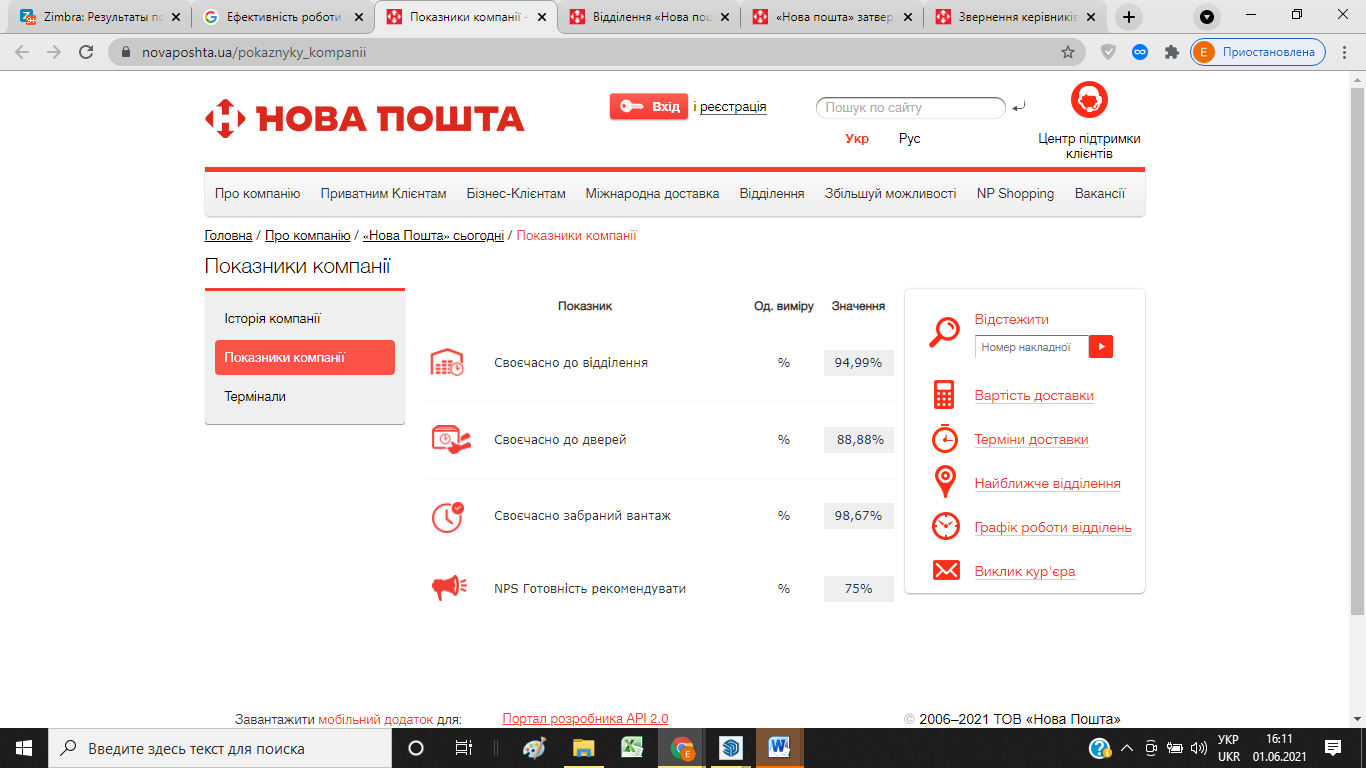 Zimbra: Результаты по
Ефективність роботи
Показники компанії -
Відділення «Нова пош
«Нова пошта» затвер
Звернення керівників
novaposhta.ua/pokaznyky_kompanii
E Приостановлена
НОВА ПОШТА
Вхід і реєстрація
Пошук по сайту
Укр Рус
Центр підтримки
клієнтів
Про компанію Приватним Клієнтам Бізнес-Клієнтам Міжнародна доставка Відділення Збільшуй можливості NP Shopping Вакансії
Головна / Про компанію / «Нова Пошта» сьогодні / Показники компанії
Показники компанії
Історія компанії
Показники компанії
Термінали
Показник Од. виміру Значення
Своєчасно до відділення % 94,99%
Своєчасно до дверей % 88,88%
Своєчасно забраний вантаж % 98,67%
NPS Готовність рекомендувати % 75%
Відстежити
Номер накладної
Вартість доставки
Терміни доставки
Найближче відділення
Графік роботи відділень
Виклик кур'єра
Завантажити мобільний додаток для:
Портал розробника API 2.0
© 2006–2021 ТОВ «Нова Пошта»
Введите здесь текст для поиска
УКР
UKR
16:11
01.06.2021